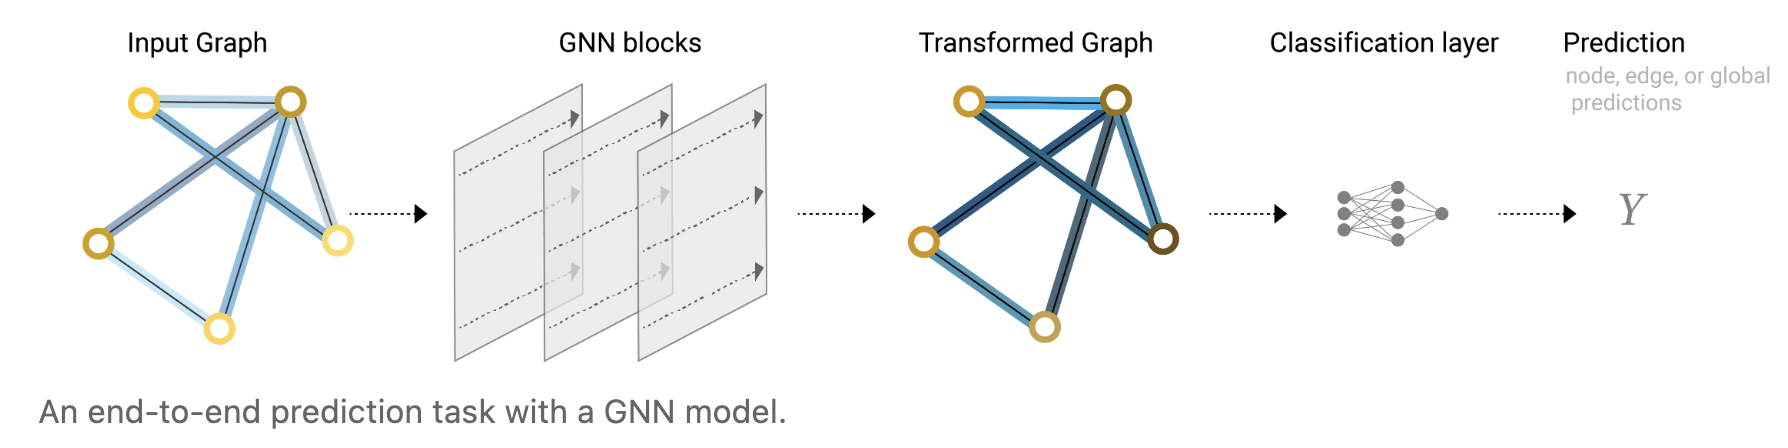 Input Graph
GNN blocks
Transformed Graph
Classification layer
Prediction
node, edge, or global
predictions
Y
An end-to-end prediction task with a GNN model.